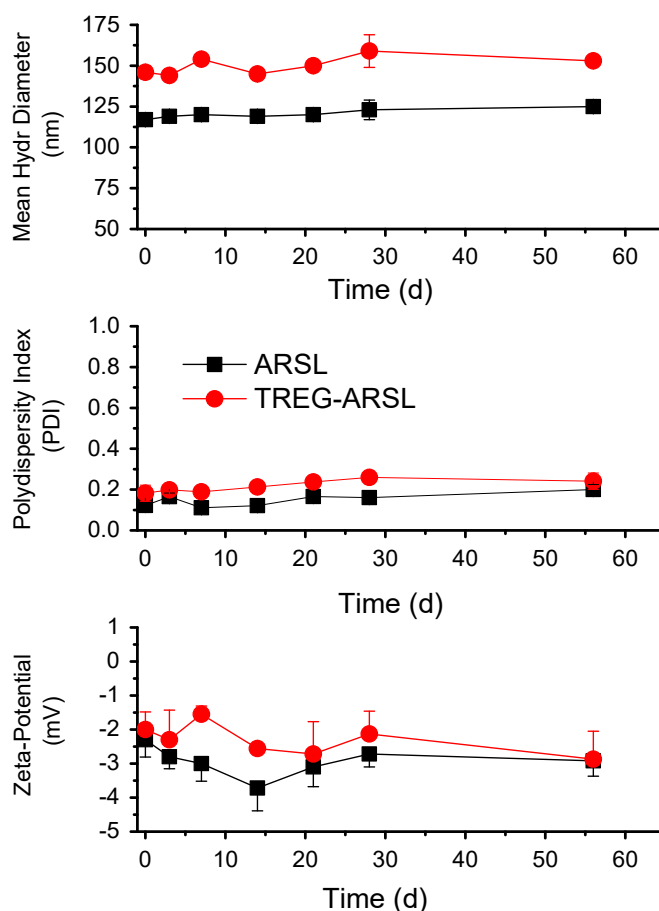 Mean Hydr Diameter
(nm)
175
150
125
100
75
50
0 10 20 30 40 50 60
Time (d)
Polydispersity Index
(PDI)
1.0
0.8
0.6
0.4
0.2
0.0
ARSL
TREG-ARSL
0 10 20 30 40 50 60
Time (d)
Zeta-Potential
(mV)
1
0
-1
-2
-3
-4
-5
0 10 20 30 40 50 60
Time (d)